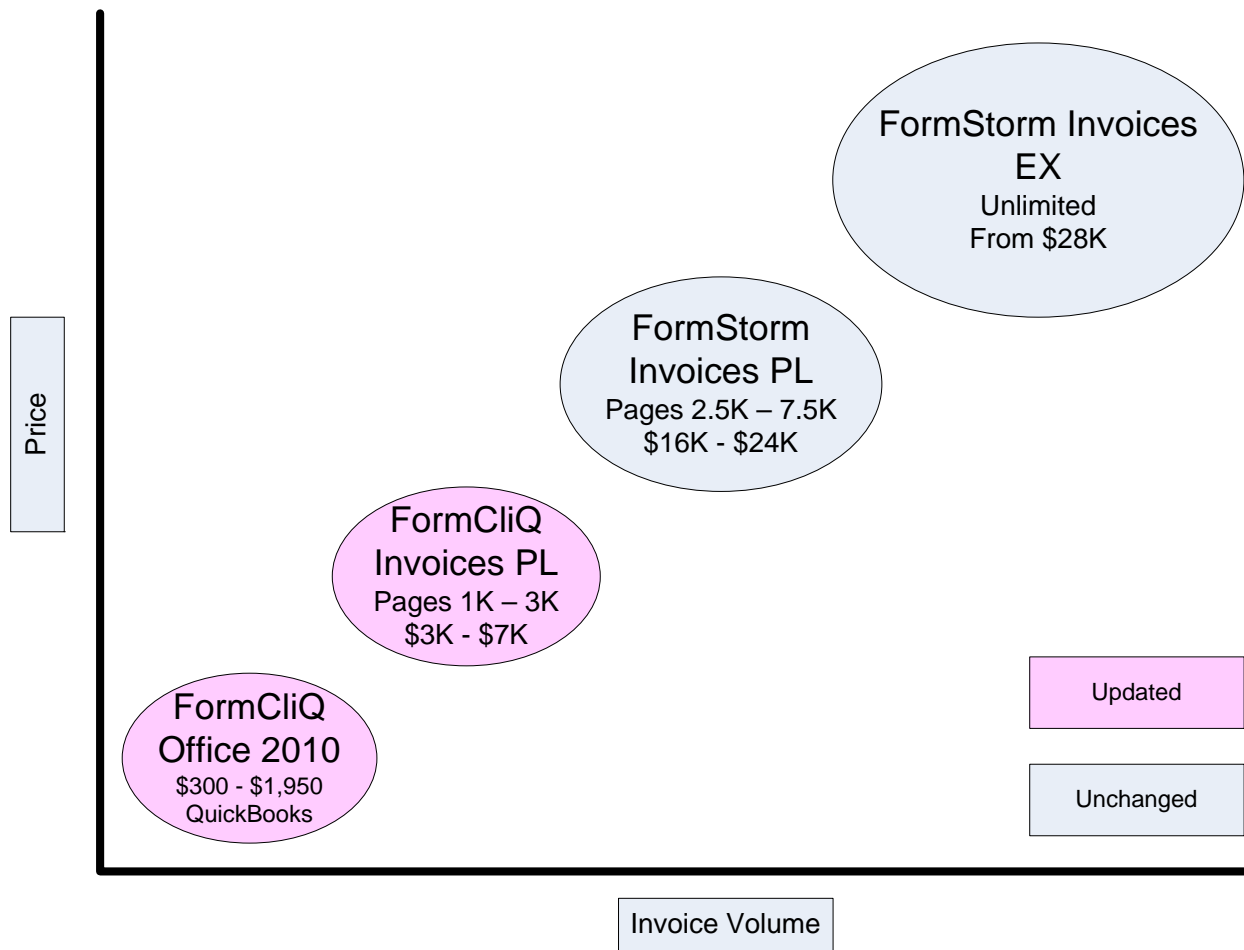 FormStorm Invoices
EX
Unlimited
From $28K
FormStorm
Invoices PL
Pages 2.5K – 7.5K
$16K - $24K
Price
FormCliQ
Invoices PL
Pages 1K – 3K
$3K - $7K
FormCliQ
Office 2010
$300 - $1,950
QuickBooks
Updated
Unchanged
Invoice Volume